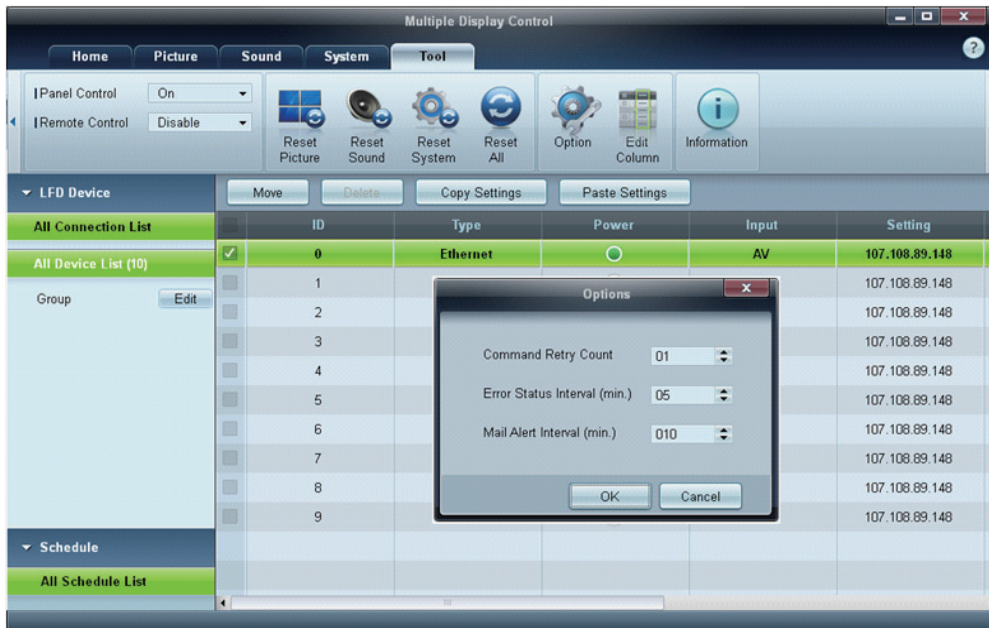 Multiple Display Control
Home Picture Sound System Tool
?
Panel Control On
Remote Control Disable
Reset Picture
Reset Sound
Reset System
Reset All
Option
Edit Column
Information
LFD Device
All Connection List
All Device List (10)
Group Edit
Schedule
All Schedule List
Move Delete Copy Settings Paste Settings
ID Type Power Input Setting
0 Ethernet AV 107.108.89.148
1 107.108.89.148
2 107.108.89.148
3 107.108.89.148
4 107.108.89.148
5 107.108.89.148
6 107.108.89.148
7 107.108.89.148
8 107.108.89.148
9 107.108.89.148
Options
Command Retry Count 01
Error Status Interval (min.) 05
Mail Alert Interval (min.) 010
OK Cancel